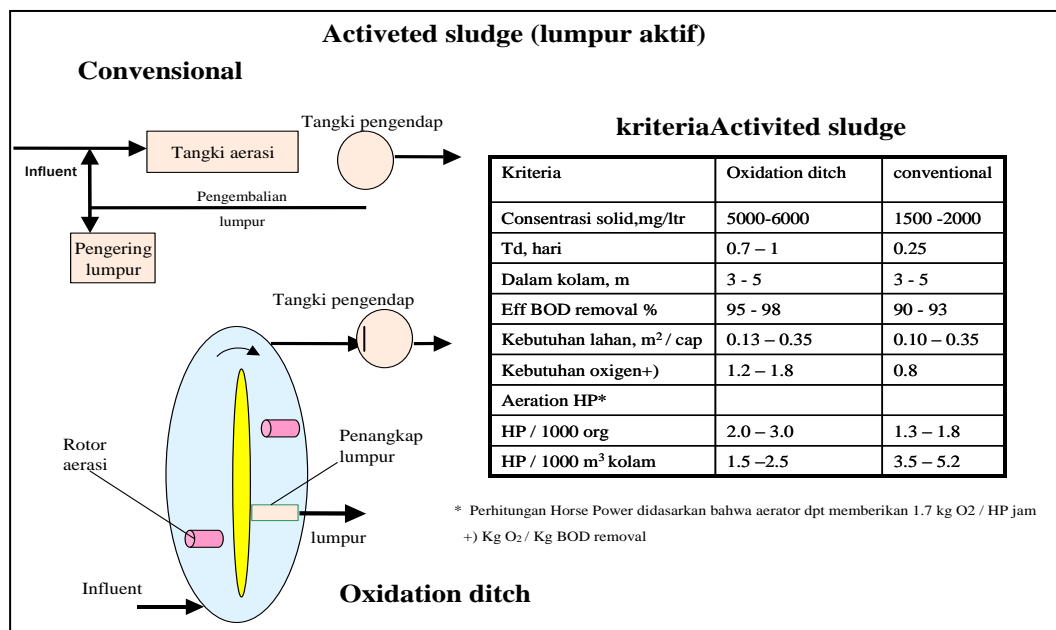 Activeted sludge (lumpur aktif)
Convensional
Tangki pengendap
Tangki aerasi
Influent
Pengembalian
lumpur
Pengering
lumpur
Tangki pengendap
Rotor
aerasi
Penangkap
lumpur
lumpur
Influent
Oxidation ditch
kriteriaActivited sludge
Kriteria Oxidation ditch conventional
Consentrasi solid,mg/ltr 5000-6000 1500 -2000
Td, hari 0.7 – 1 0.25
Dalam kolam, m 3 - 5 3 - 5
Eff BOD removal % 95 - 98 90 - 93
Kebutuhan lahan, m² / cap 0.13 – 0.35 0.10 – 0.35
Kebutuhan oxigen+) 1.2 – 1.8 0.8
Aeration HP*
HP / 1000 org 2.0 – 3.0 1.3 – 1.8
HP / 1000 m³ kolam 1.5 –2.5 3.5 – 5.2
* Perhitungan Horse Power didasarkan bahwa aerator dpt memberikan 1.7 kg O2 / HP jam
+) Kg O₂ / Kg BOD removal